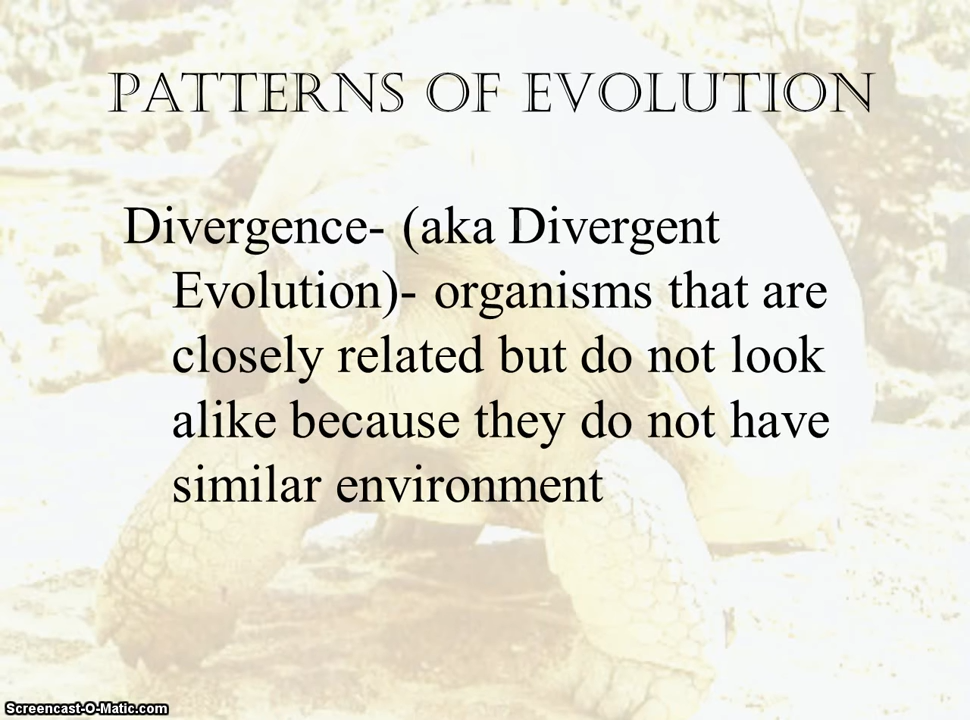 PATTERNS OF EVOLUTION
Divergence- (aka Divergent
Evolution)- organisms that are
closely related but do not look
alike because they do not have
similar environment
Screencast-O-Matic.com